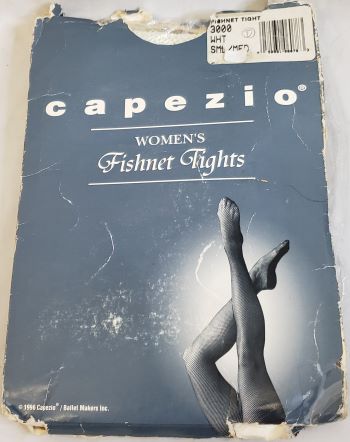 FISHNET TIGHT
3000
WHT
SML/MED
capezio®
WOMEN'S
Fishnet Tights
© 1996 Capezio® / Ballet Makers Inc.